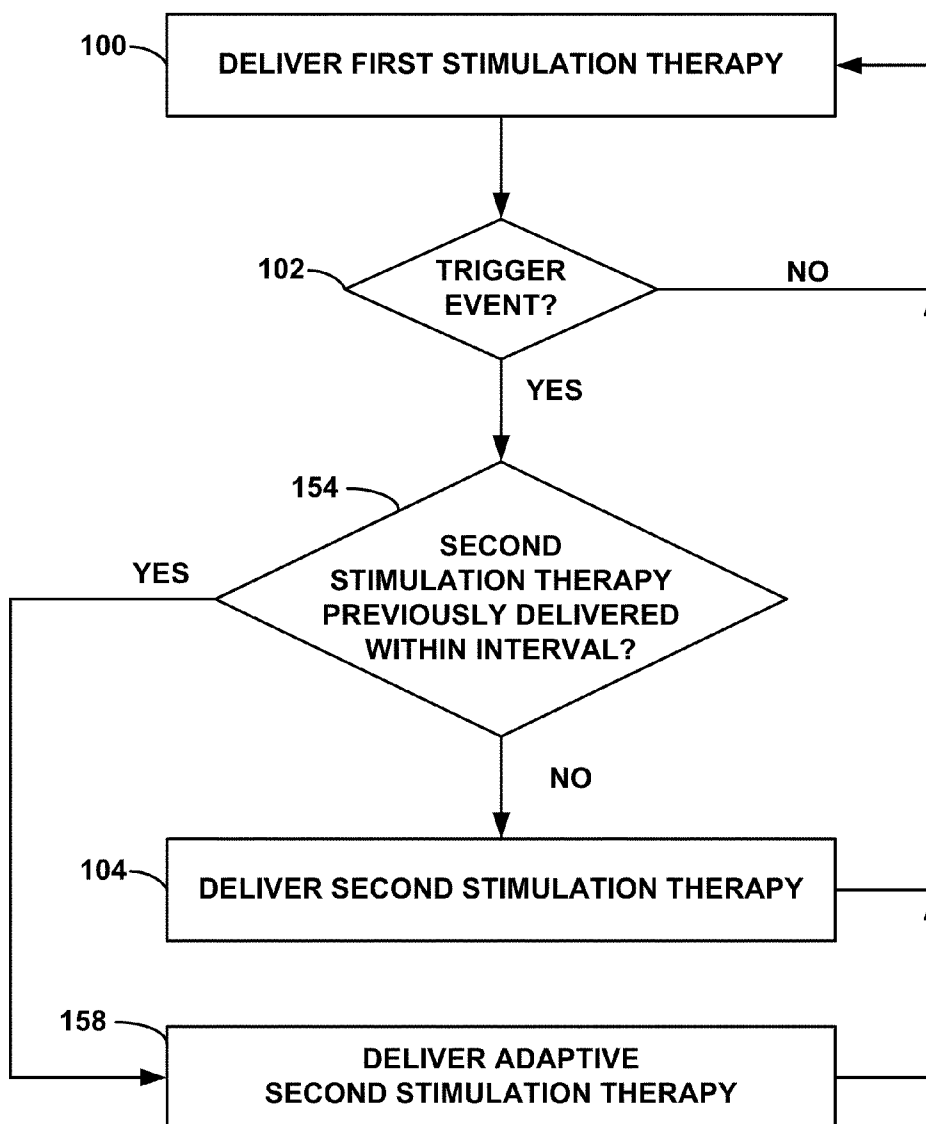 100
DELIVER FIRST STIMULATION THERAPY
102
TRIGGER
EVENT?
NO
YES
154
SECOND
STIMULATION THERAPY
PREVIOUSLY DELIVERED
WITHIN INTERVAL?
YES
NO
104
DELIVER SECOND STIMULATION THERAPY
158
DELIVER ADAPTIVE
SECOND STIMULATION THERAPY